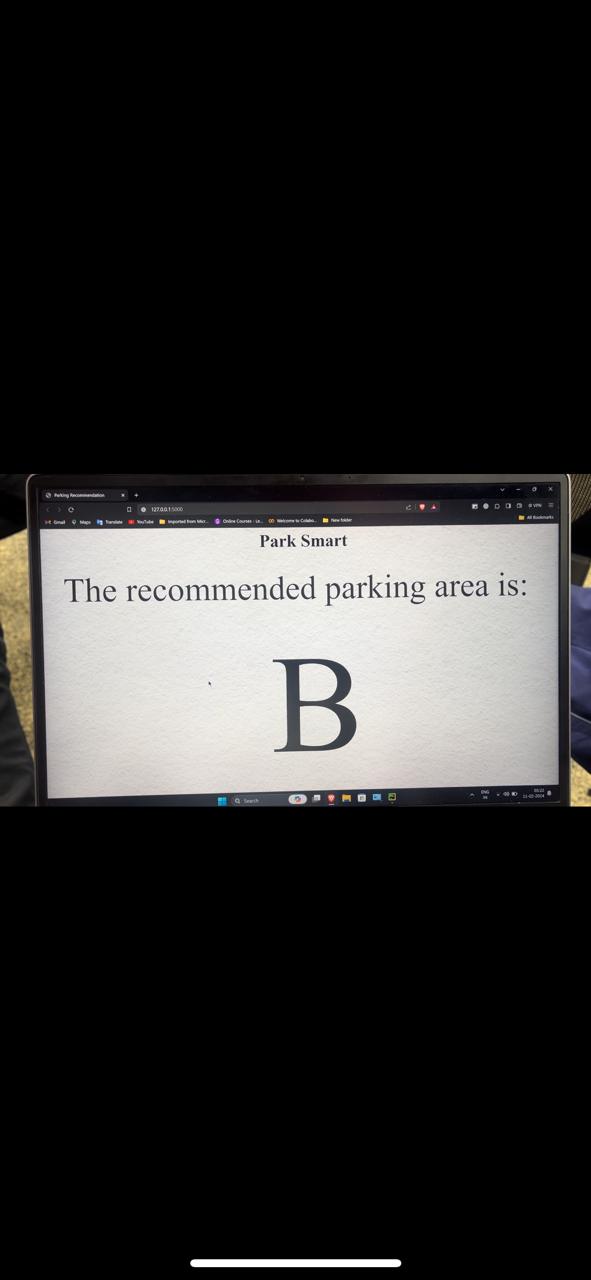 Parking Recommendation
127.0.0.1:5000
VPN
Gmail Maps Translate YouTube Imported from Micr... Online Courses - Le... Welcome to Colabo... New folder All Bookmarks
Park Smart
The recommended parking area is:
B
Search
ENG
03:22
11-02-2024